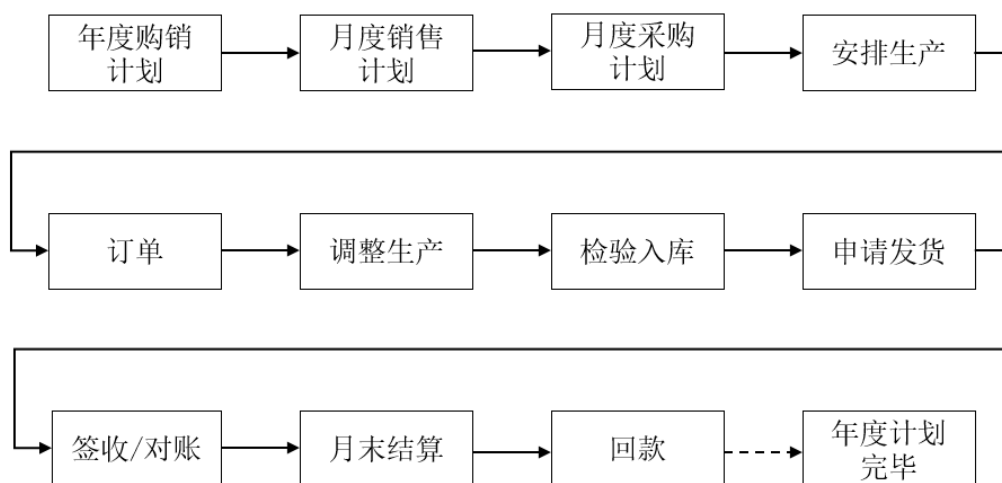 年度购销
计划
月度销售
计划
月度采购
计划
安排生产
订单
调整生产
检验入库
申请发货
签收/对账
月末结算
回款
年度计划
完毕